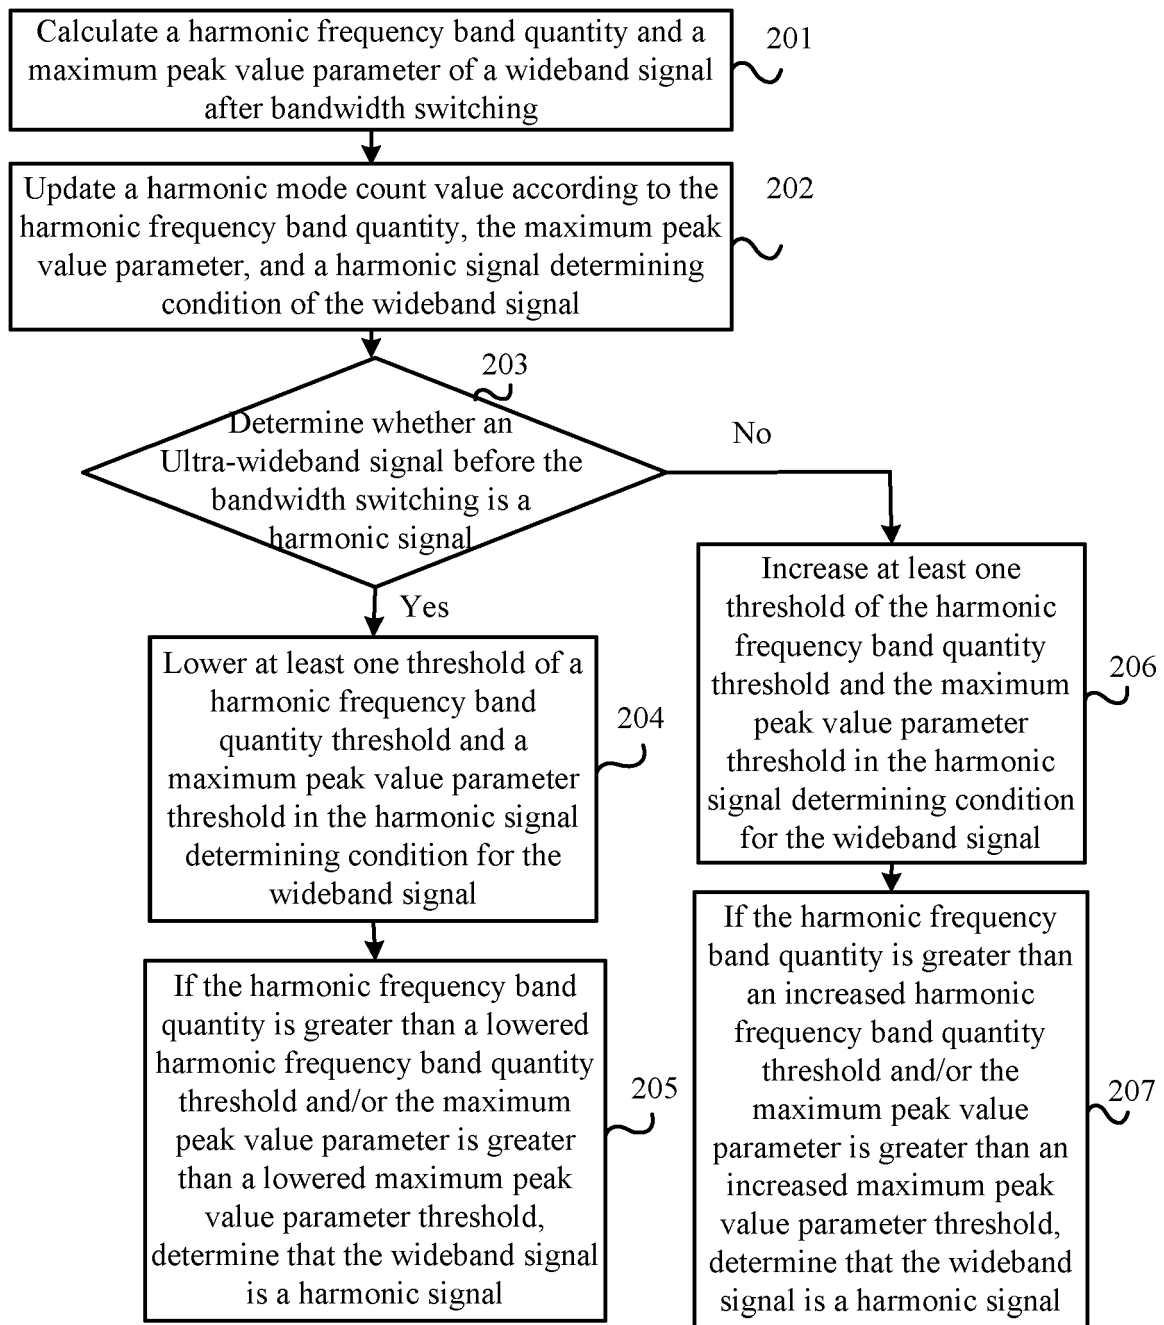 Calculate a harmonic frequency band quantity and a
maximum peak value parameter of a wideband signal
after bandwidth switching
201
Update a harmonic mode count value according to the
harmonic frequency band quantity, the maximum peak
value parameter, and a harmonic signal determining
condition of the wideband signal
202
203
Determine whether an
Ultra-wideband signal before the
bandwidth switching is a
harmonic signal
No
Yes
Lower at least one threshold of a
harmonic frequency band
quantity threshold and a
maximum peak value parameter
threshold in the harmonic signal
determining condition for the
wideband signal
204
If the harmonic frequency band
quantity is greater than a lowered
harmonic frequency band quantity
threshold and/or the maximum
peak value parameter is greater
than a lowered maximum peak
value parameter threshold,
determine that the wideband signal
is a harmonic signal
205
Increase at least one
threshold of the harmonic
frequency band quantity
threshold and the maximum
peak value parameter
threshold in the harmonic
signal determining condition
for the wideband signal
206
If the harmonic frequency
band quantity is greater than
an increased harmonic
frequency band quantity
threshold and/or the
maximum peak value
parameter is greater than an
increased maximum peak
value parameter threshold,
determine that the wideband
signal is a harmonic signal
207